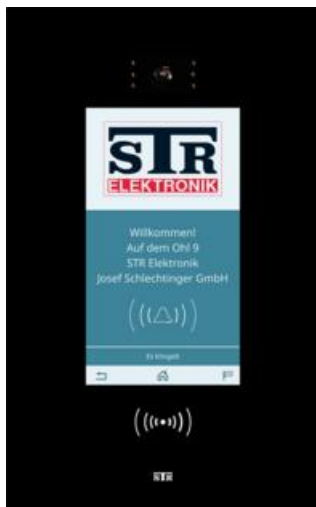 STR
ELEKTRONIK
Willkommen!
Auf dem Ohl 9
STR Elektronik
Josef Schlechtinger GmbH
Es klingelt
STR